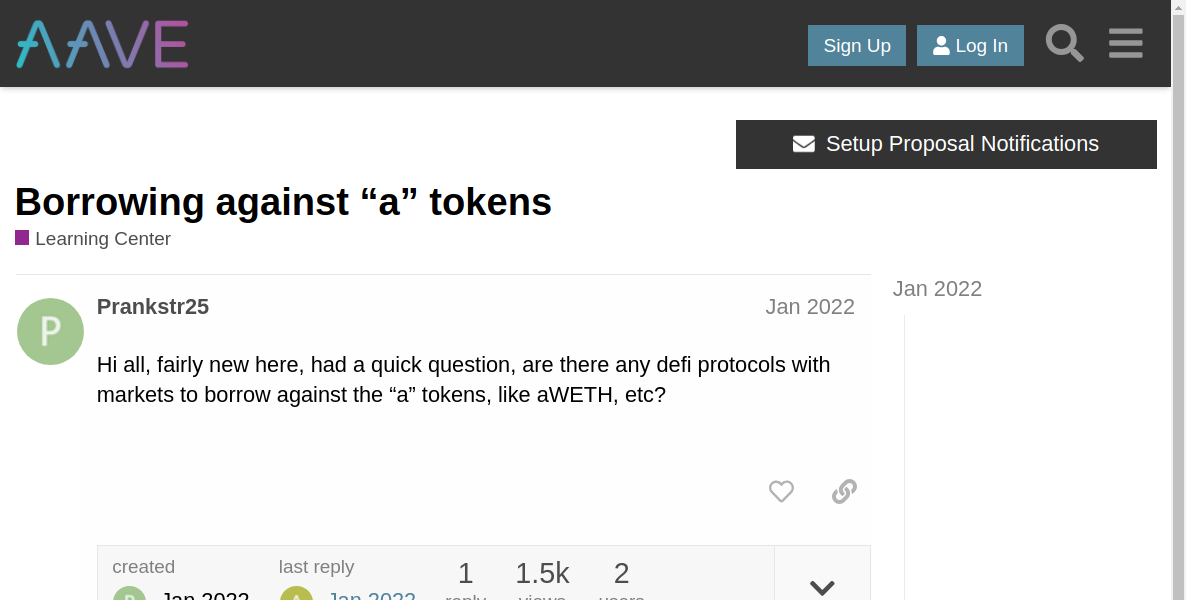 AAVE
Sign Up
Log In
Setup Proposal Notifications
Borrowing against “a” tokens
Learning Center
Jan 2022
P
Prankstr25
Jan 2022
Hi all, fairly new here, had a quick question, are there any defi protocols with
markets to borrow against the “a” tokens, like aWETH, etc?
created
last reply
1
1.5k
2
P
Jan 2022
A
Jan 2022
reply
views
users